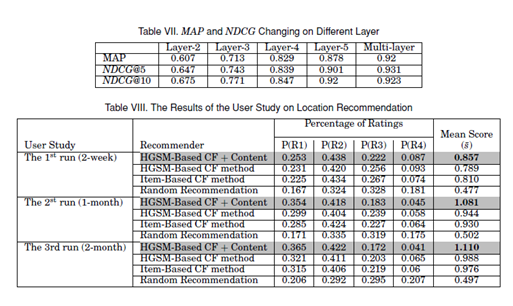 Table VII. MAP and NDCG Changing on Different Layer
Layer-2 Layer-3 Layer-4 Layer-5 Multi-layer
MAP 0.607 0.713 0.829 0.878 0.92
NDCG@5 0.647 0.743 0.839 0.901 0.931
NDCG@10 0.675 0.771 0.847 0.92 0.923
Table VIII. The Results of the User Study on Location Recommendation
Percentage of Ratings
Mean Score
User Study Recommender P(R1) P(R2) P(R3) P(R4) (s̄)
The 1st run (2-week) HGSM-Based CF + Content 0.253 0.438 0.222 0.087 0.857
HGSM-Based CF method 0.231 0.420 0.256 0.093 0.789
Item-Based CF method 0.225 0.434 0.267 0.074 0.810
Random Recommendation 0.167 0.324 0.328 0.181 0.477
The 2nd run (1-month) HGSM-Based CF + Content 0.354 0.418 0.183 0.045 1.081
HGSM-Based CF method 0.299 0.404 0.239 0.058 0.944
Item-Based CF method 0.285 0.424 0.227 0.064 0.930
Random Recommendation 0.171 0.335 0.319 0.175 0.502
The 3rd run (2-month) HGSM-Based CF + Content 0.365 0.422 0.172 0.041 1.110
HGSM-Based CF method 0.321 0.411 0.203 0.065 0.988
Item-Based CF method 0.315 0.406 0.219 0.06 0.976
Random Recommendation 0.206 0.292 0.295 0.207 0.497